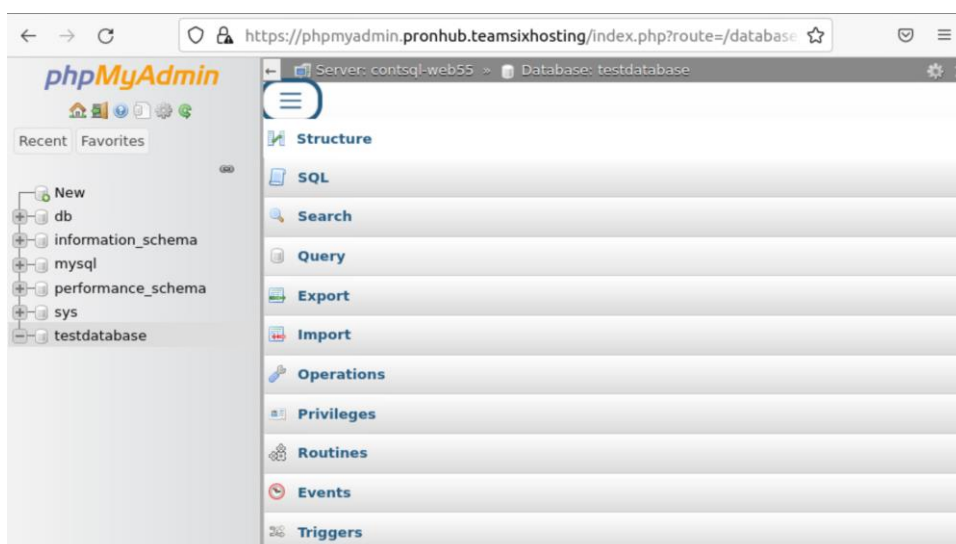 https://phpmyadmin.pronhub.teamsixhosting/index.php?route=/database
phpMyAdmin
Server: contsql-web55 » Database: testdatabase
Recent Favorites
New
db
information_schema
mysql
performance_schema
sys
testdatabase
Structure
SQL
Search
Query
Export
Import
Operations
Privileges
Routines
Events
Triggers